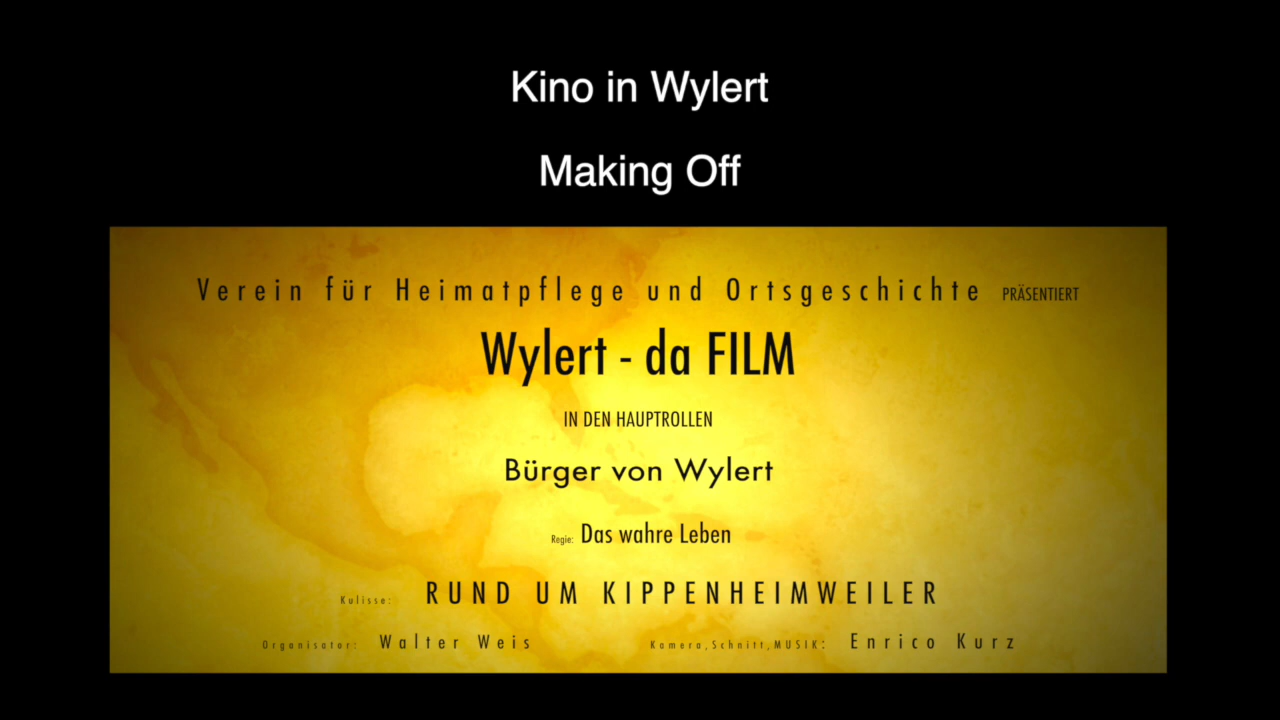 Kino in Wylert
Making Off
Verein für Heimatpflege und Ortsgeschichte PRÄSENTIERT
Wylert - da FILM
IN DEN HAUPTROLLEN
Bürger von Wylert
Regie: Das wahre Leben
Kulisse: RUND UM KIPPENHEIMWEILER
Organisator: Walter Weis Kamera,Schnitt,MUSIK: Enrico Kurz